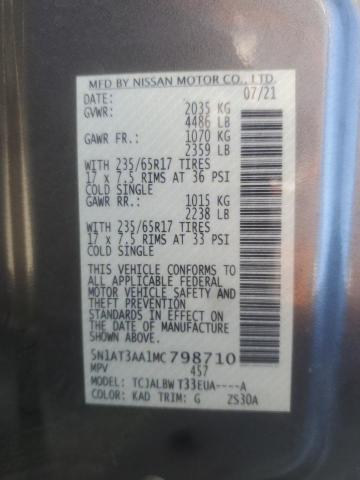 MFD BY NISSAN MOTOR CO., LTD.
DATE: 07/21
GVWR: 2035 KG
4486 LB
GAWR FR.: 1070 KG
2359 LB
WITH 235/65R17 TIRES
17 x 7.5 RIMS AT 36 PSI
COLD SINGLE
GAWR RR.: 1015 KG
2238 LB
WITH 235/65R17 TIRES
17 x 7.5 RIMS AT 33 PSI
COLD SINGLE
THIS VEHICLE CONFORMS TO
ALL APPLICABLE FEDERAL
MOTOR VEHICLE SAFETY AND
THEFT PREVENTION
STANDARDS IN EFFECT ON
THE DATE OF MANUFACTURE
SHOWN ABOVE.
5N1AT3AA1MC798710
MPV 457
MODEL: TCJALBW T33EUA----A
COLOR: KAD TRIM: G ZS30A